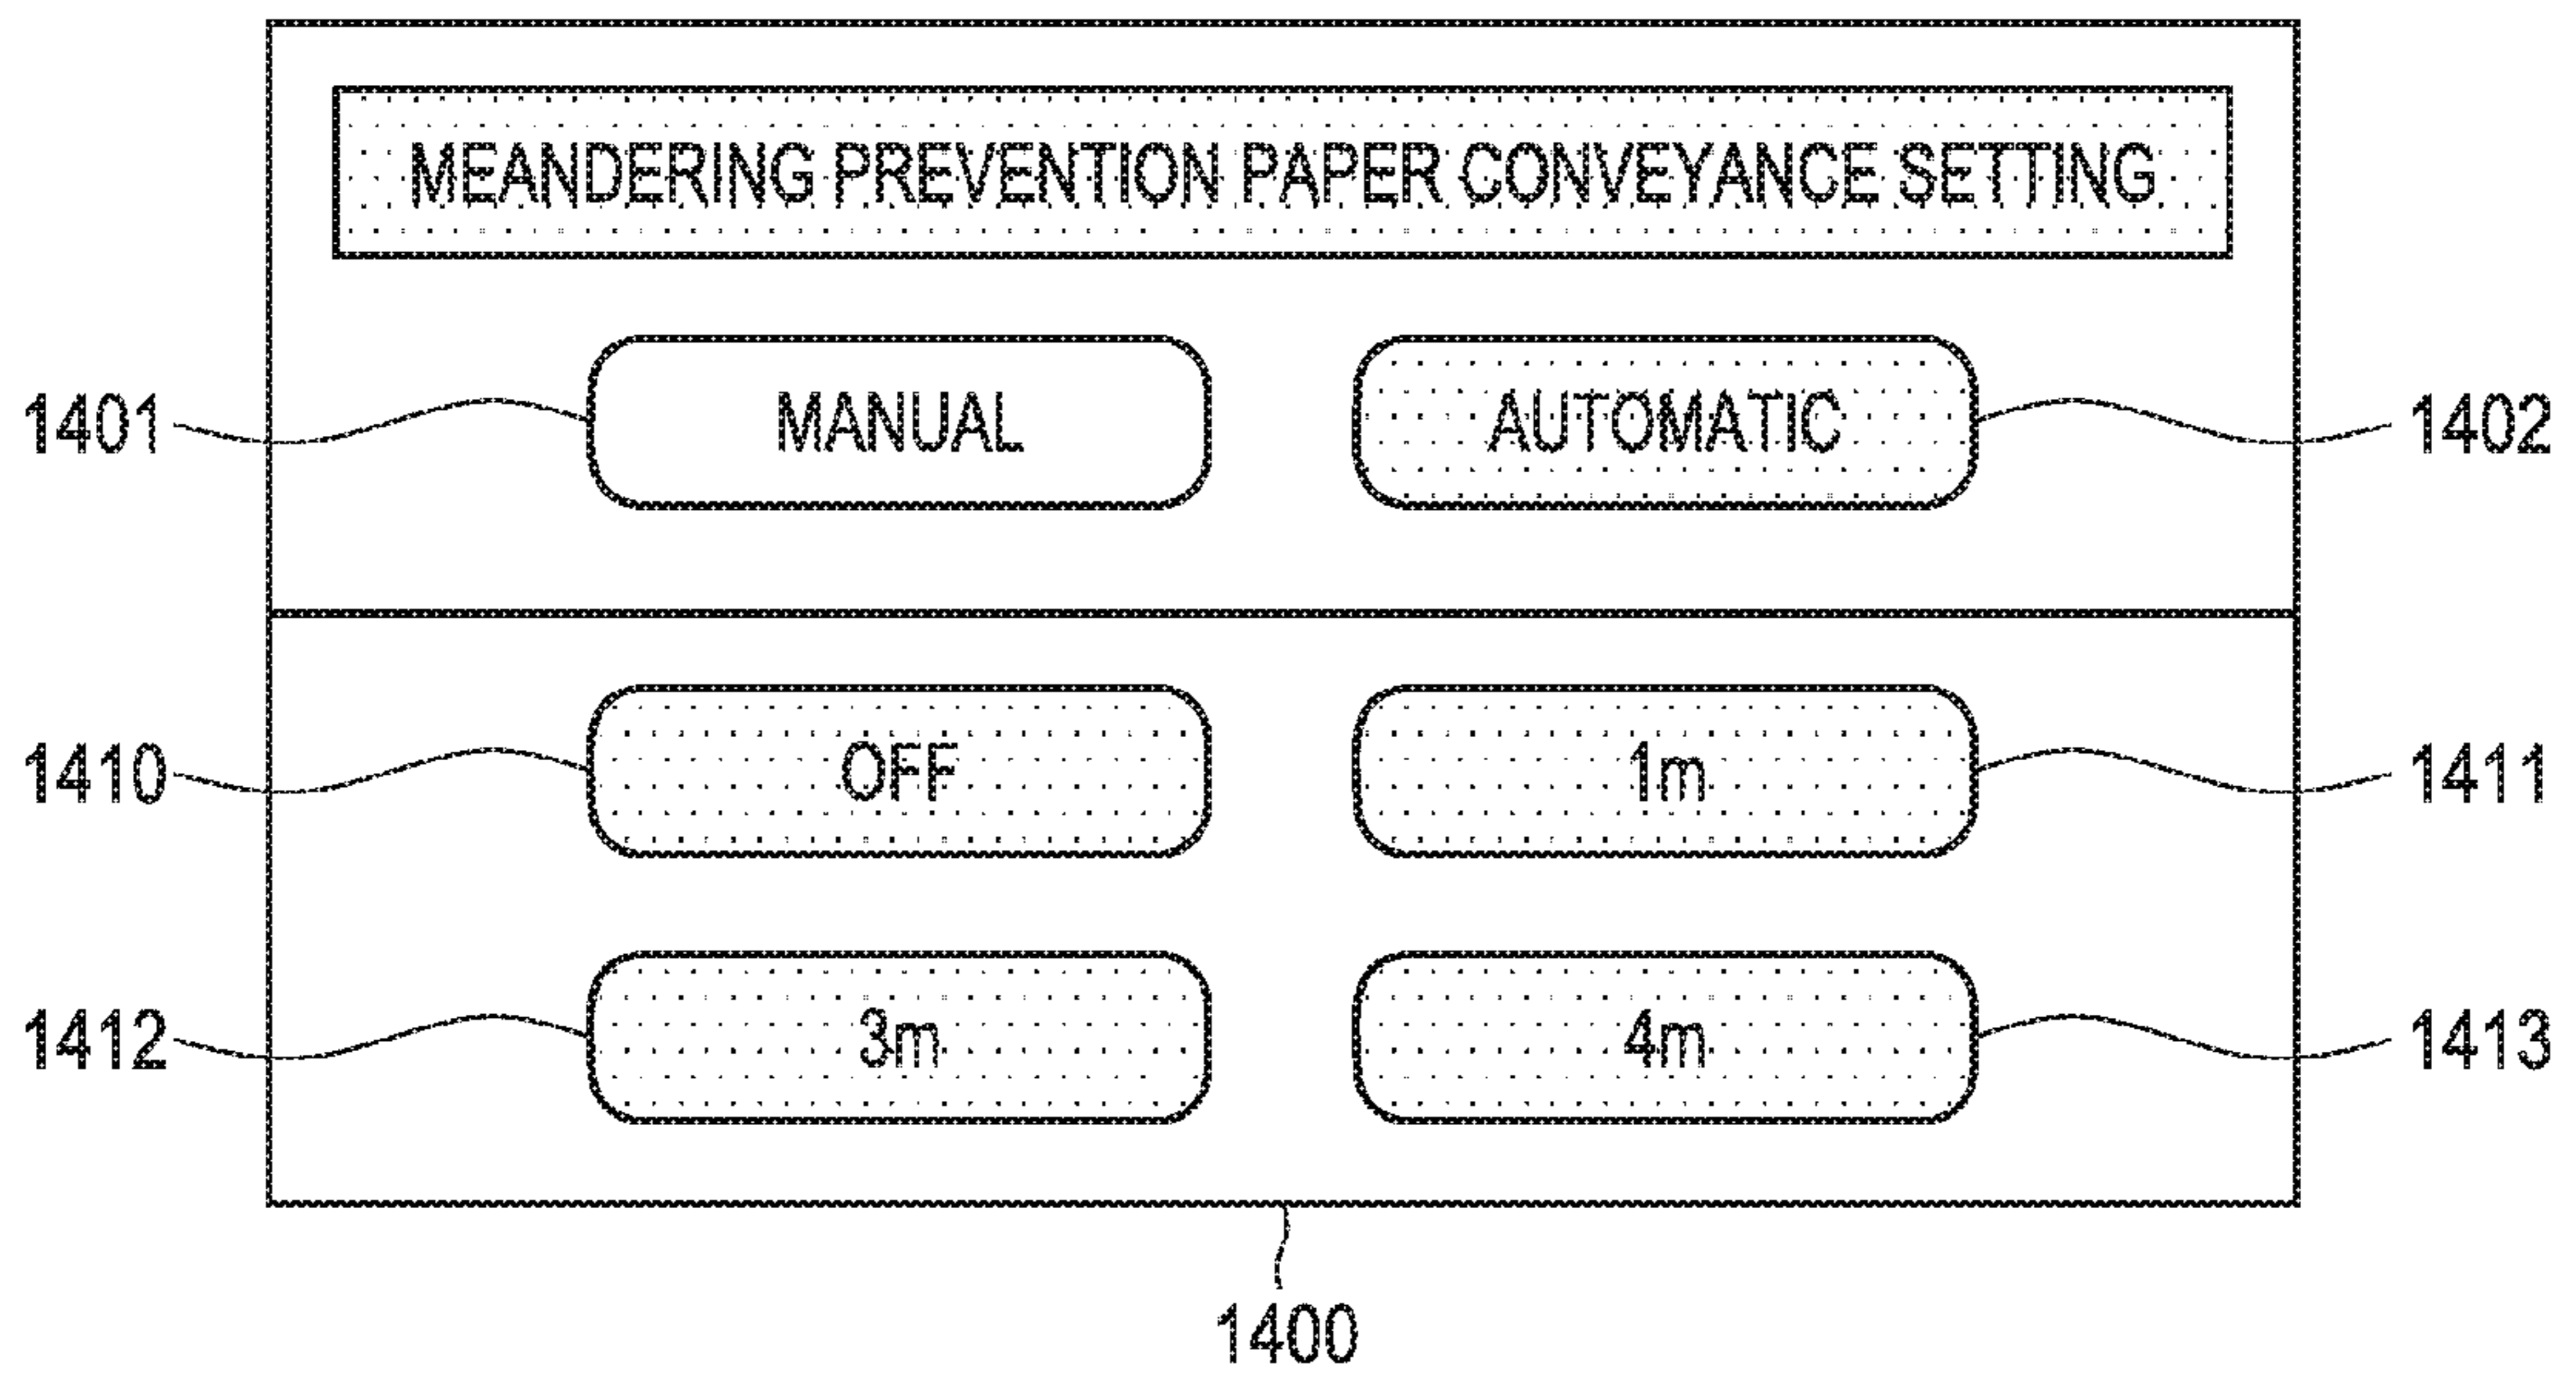 MEANDERING PREVENTION PAPER CONVEYANCE SETTING
1401 MANUAL AUTOMATIC 1402
1410 OFF 1m 1411
1412 3m 4m 1413
1400